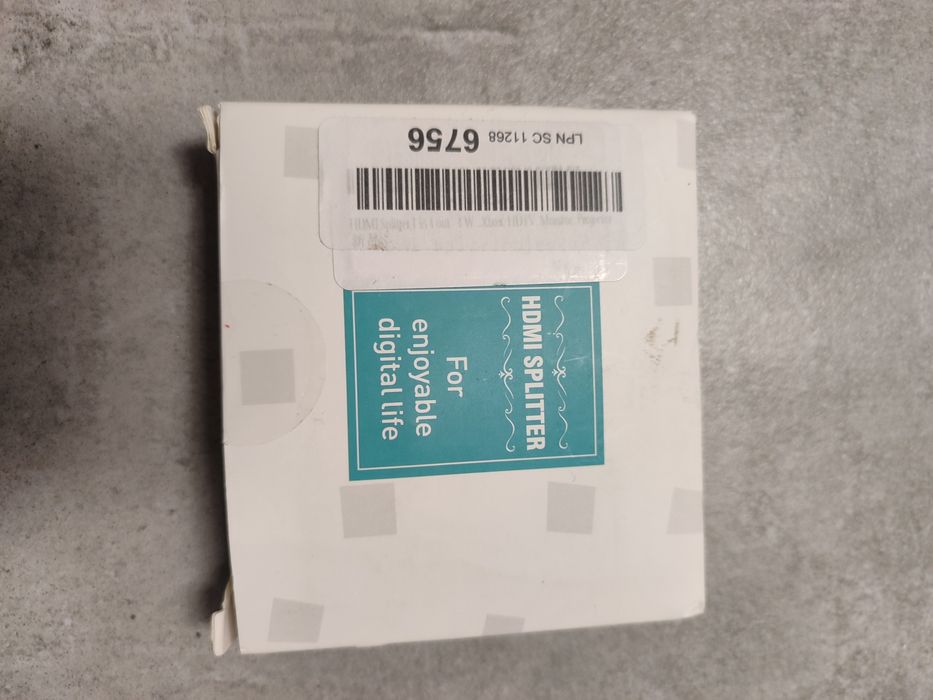 LPN SC 11268 6756
HDMI SPLITTER
For
enjoyable
digital life